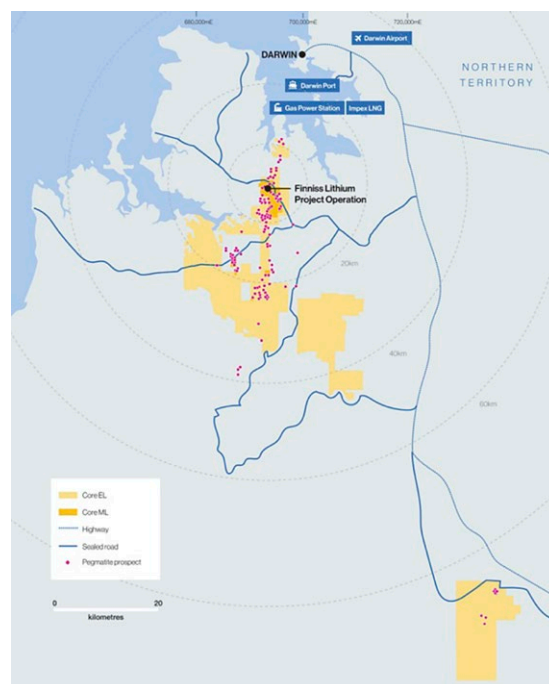 680,000mE
700,000mE
720,000mE
DARWIN
Darwin Airport
NORTHERN
TERRITORY
Darwin Port
Gas Power Station | Impex LNG
Finniss Lithium
Project Operation
20km
40km
60km
Core EL
Core ML
Highway
Sealed road
Pegmatite prospect
0 20
kilometres